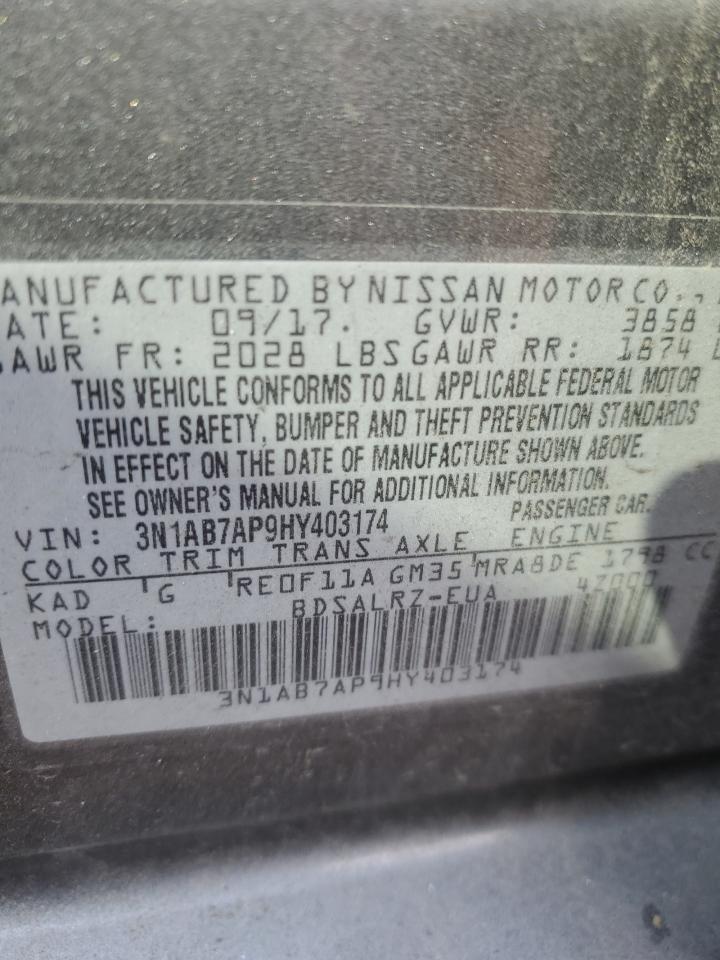 ANUFACTURED BY NISSAN MOTOR CO.,
ATE: 09/17. GVWR: 3858
AWR FR: 2028 LBS GAWR RR: 1874 L
THIS VEHICLE CONFORMS TO ALL APPLICABLE FEDERAL MOTOR
VEHICLE SAFETY, BUMPER AND THEFT PREVENTION STANDARDS
IN EFFECT ON THE DATE OF MANUFACTURE SHOWN ABOVE.
SEE OWNER'S MANUAL FOR ADDITIONAL INFORMATION.
VIN: 3N1AB7AP9HY403174 PASSENGER CAR.
COLOR TRIM TRANS AXLE ENGINE
KAD G RE0F11A GM35 MRA8DE 1798 CC
MODEL: BDSALRZ-EUA 4Z000
3N1AB7AP9HY403174